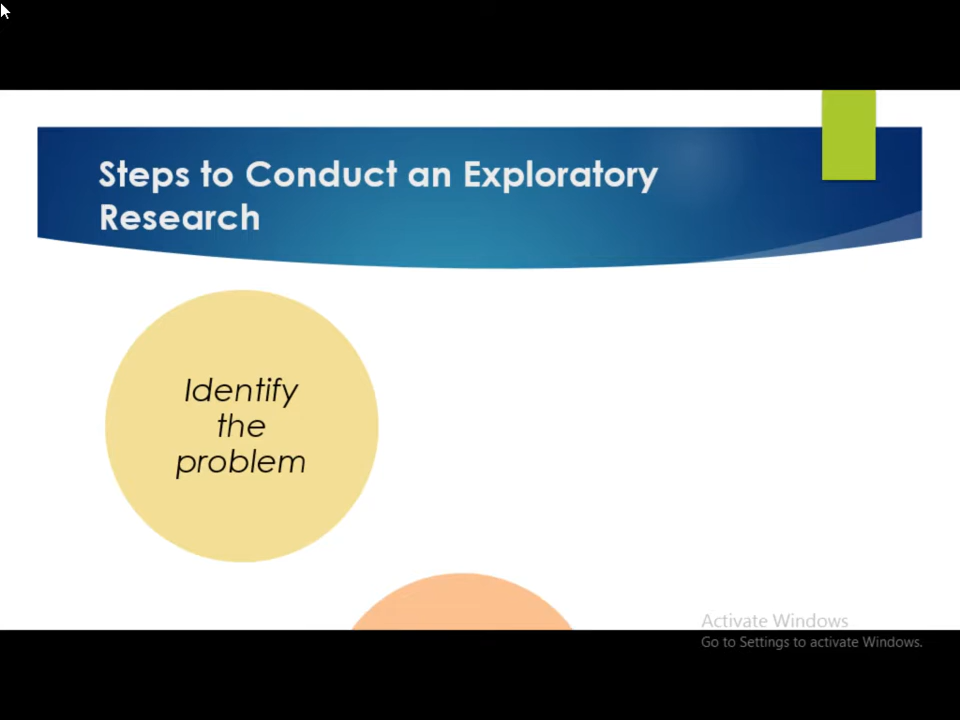 Steps to Conduct an Exploratory
Research
Identify
the
problem
Activate Windows
Go to Settings to activate Windows.